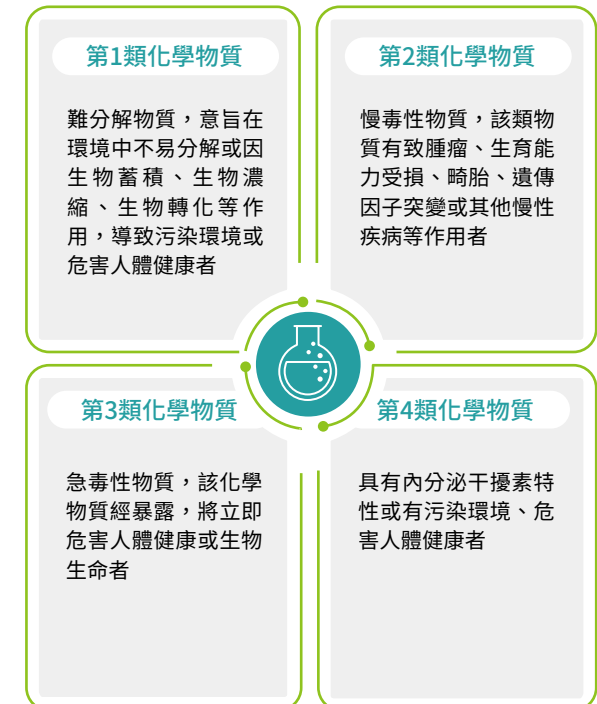 第1類化學物質
難分解物質，意旨在
環境中不易分解或因
生物蓄積、生物濃
縮、生物轉化等作
用，導致污染環境或
危害人體健康者
第2類化學物質
慢毒性物質，該類物
質有致腫瘤、生育能
力受損、畸胎、遺傳
因子突變或其他慢性
疾病等作用者
第3類化學物質
急毒性物質，該化學
物質經暴露，將立即
危害人體健康或生物
生命者
第4類化學物質
具有內分泌干擾素特
性或有污染環境、危
害人體健康者